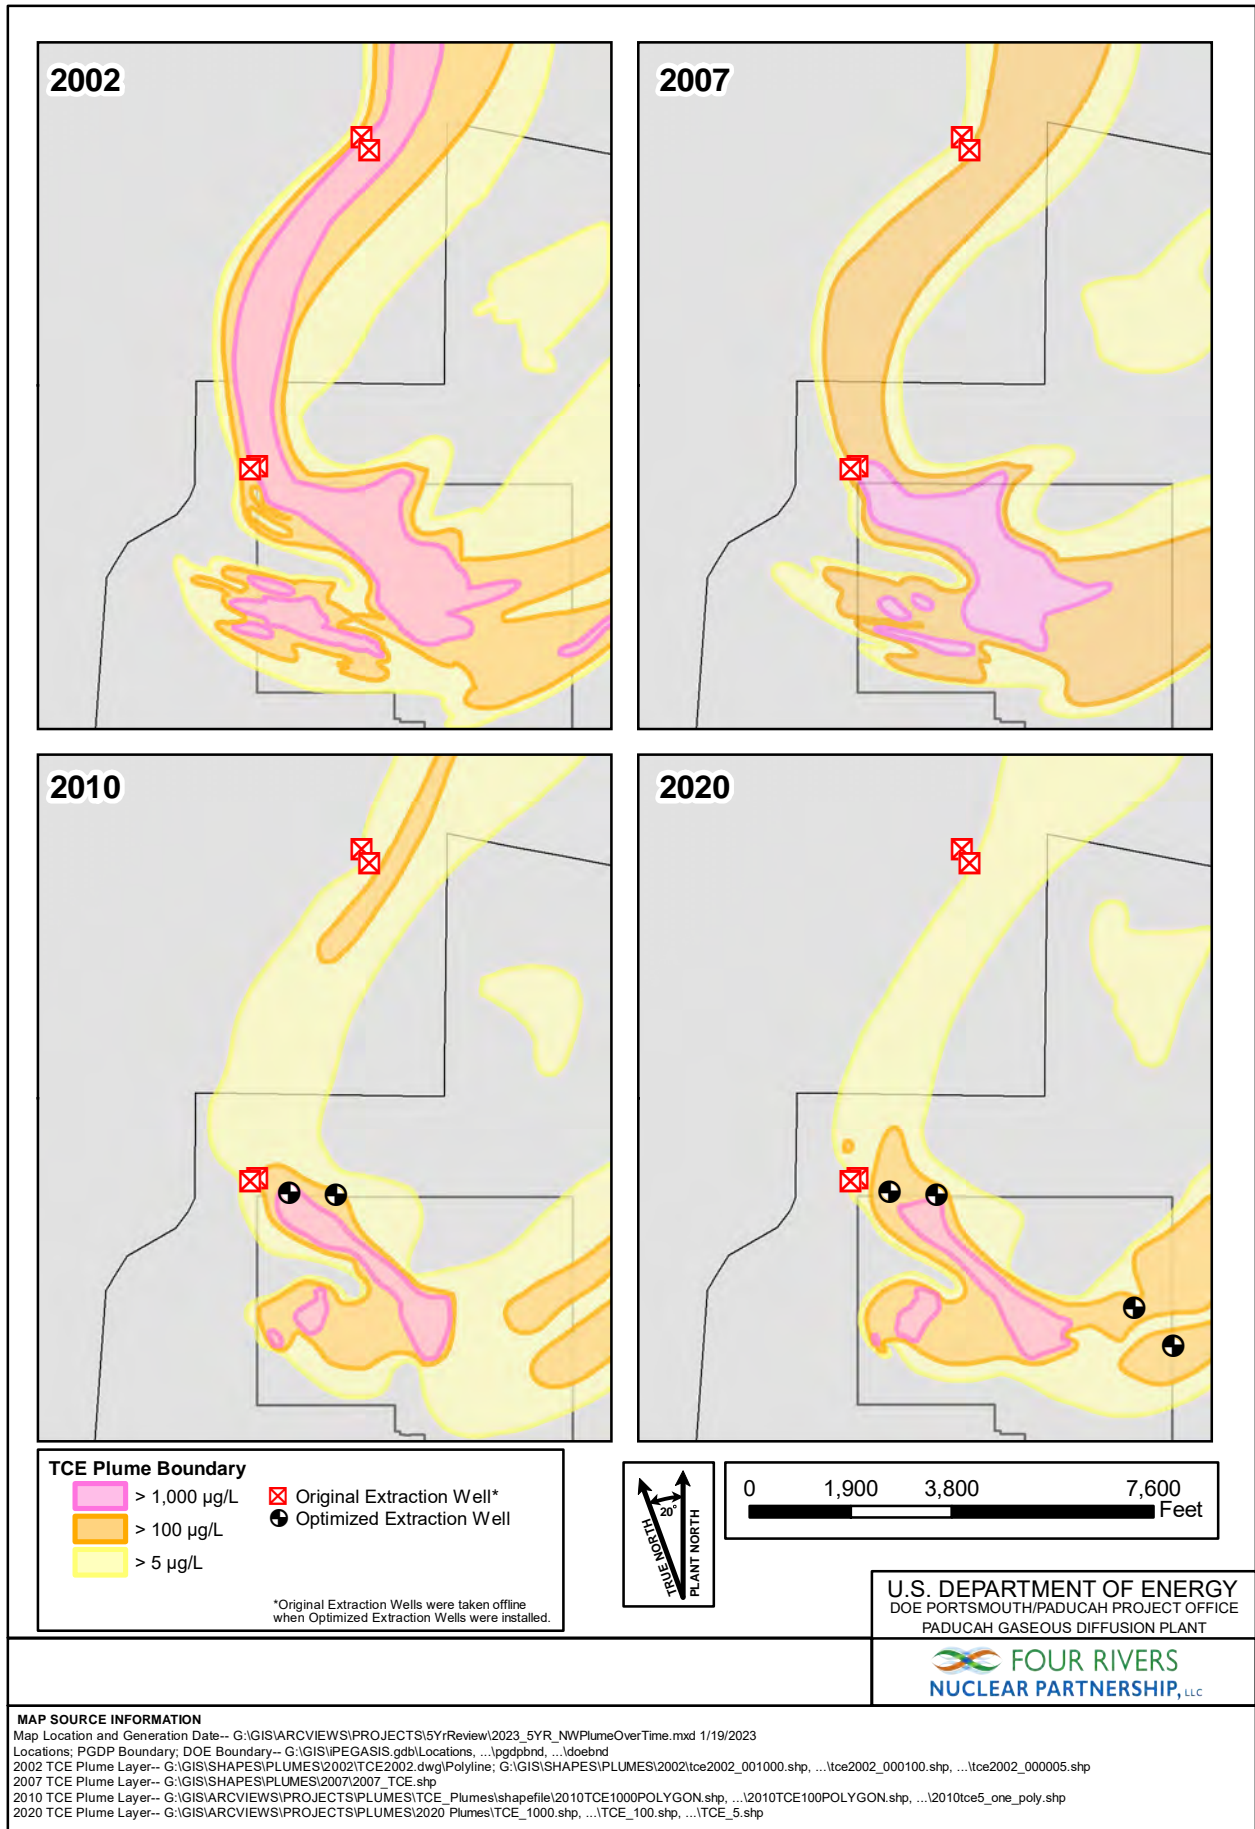 2002
2007
2010
2020
TCE Plume Boundary
> 1,000 µg/L
> 100 µg/L
> 5 µg/L
Original Extraction Well*
Optimized Extraction Well
*Original Extraction Wells were taken offline
when Optimized Extraction Wells were installed.
TRUE NORTH
20°
PLANT NORTH
0 1,900 3,800 7,600
Feet
U.S. DEPARTMENT OF ENERGY
DOE PORTSMOUTH/PADUCAH PROJECT OFFICE
PADUCAH GASEOUS DIFFUSION PLANT
FOUR RIVERS
NUCLEAR PARTNERSHIP, LLC
MAP SOURCE INFORMATION
Map Location and Generation Date-- G:\GIS\ARCVIEWS\PROJECTS\5YrReview\2023_5YR_NWPlumeOverTime.mxd 1/19/2023
Locations; PGDP Boundary; DOE Boundary-- G:\GIS\iPEGASIS.gdb\Locations, ...\pgdpbnd, ...\doebnd
2002 TCE Plume Layer-- G:\GIS\SHAPES\PLUMES\2002\TCE2002.dwg\Polyline; G:\GIS\SHAPES\PLUMES\2002\tce2002_001000.shp, ...\tce2002_000100.shp, ...\tce2002_000005.shp
2007 TCE Plume Layer-- G:\GIS\SHAPES\PLUMES\2007\2007_TCE.shp
2010 TCE Plume Layer-- G:\GIS\ARCVIEWS\PROJECTS\PLUMES\TCE_Plumes\shapefile\2010TCE1000POLYGON.shp, ...\2010TCE100POLYGON.shp, ...\2010tce5_one_poly.shp
2020 TCE Plume Layer-- G:\GIS\ARCVIEWS\PROJECTS\PLUMES\2020 Plumes\TCE_1000.shp, ...\TCE_100.shp, ...\TCE_5.shp